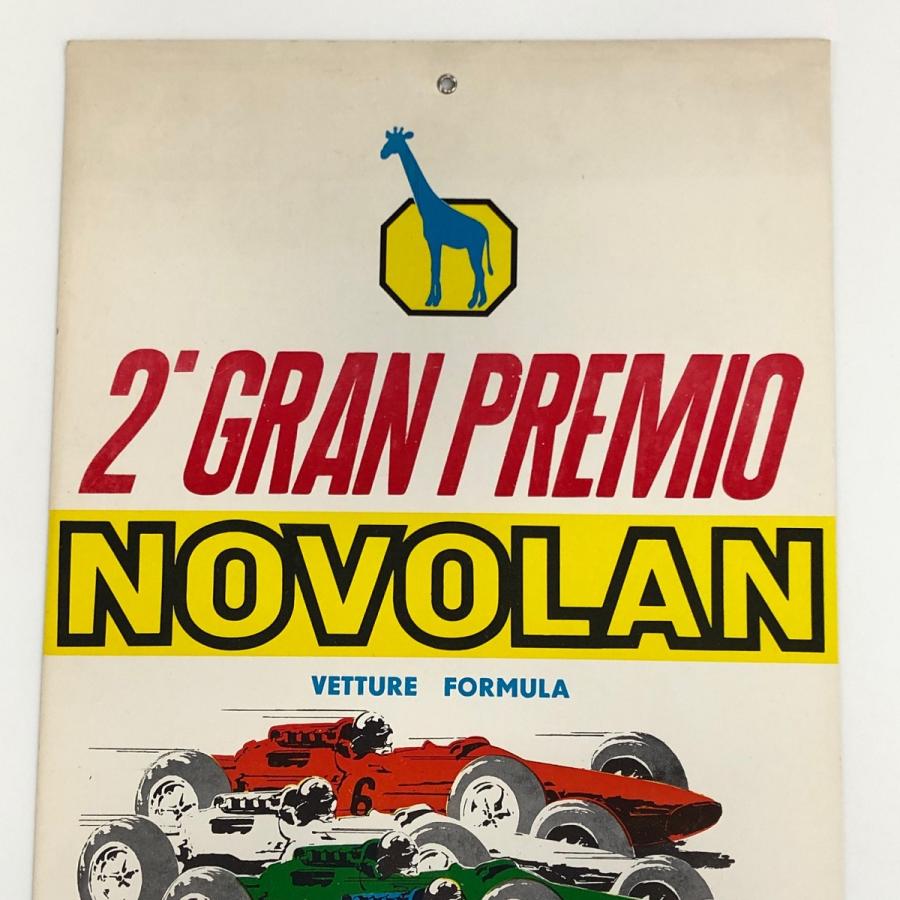 2° GRAN PREMIO
NOVOLAN
VETTURE FORMULA
6